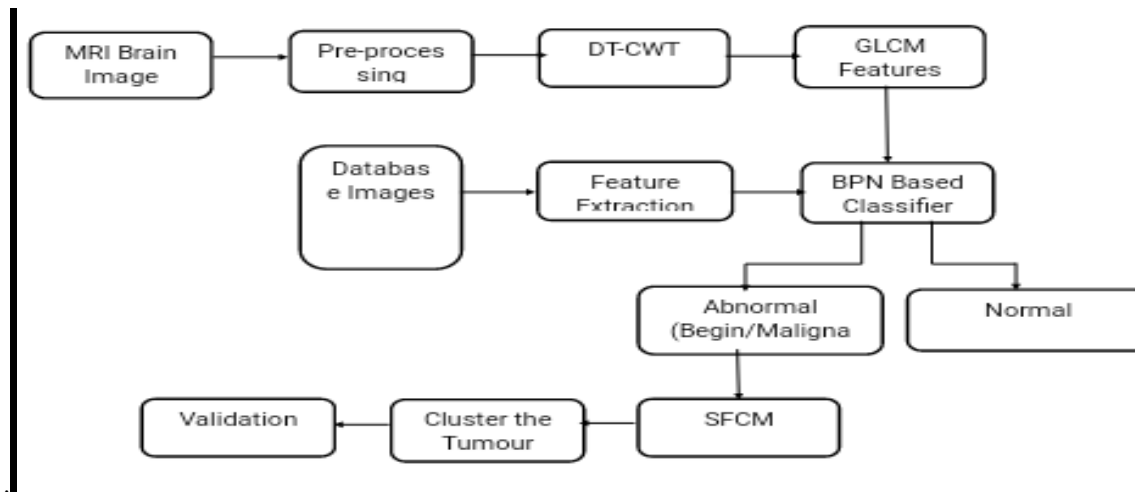 MRI Brain
Image
Pre-proces
sing
DT-CWT
GLCM
Features
Databas
e Images
Feature
Extraction
BPN Based
Classifier
Abnormal
(Begin/Maligna
Normal
Validation
Cluster the
Tumour
SFCM